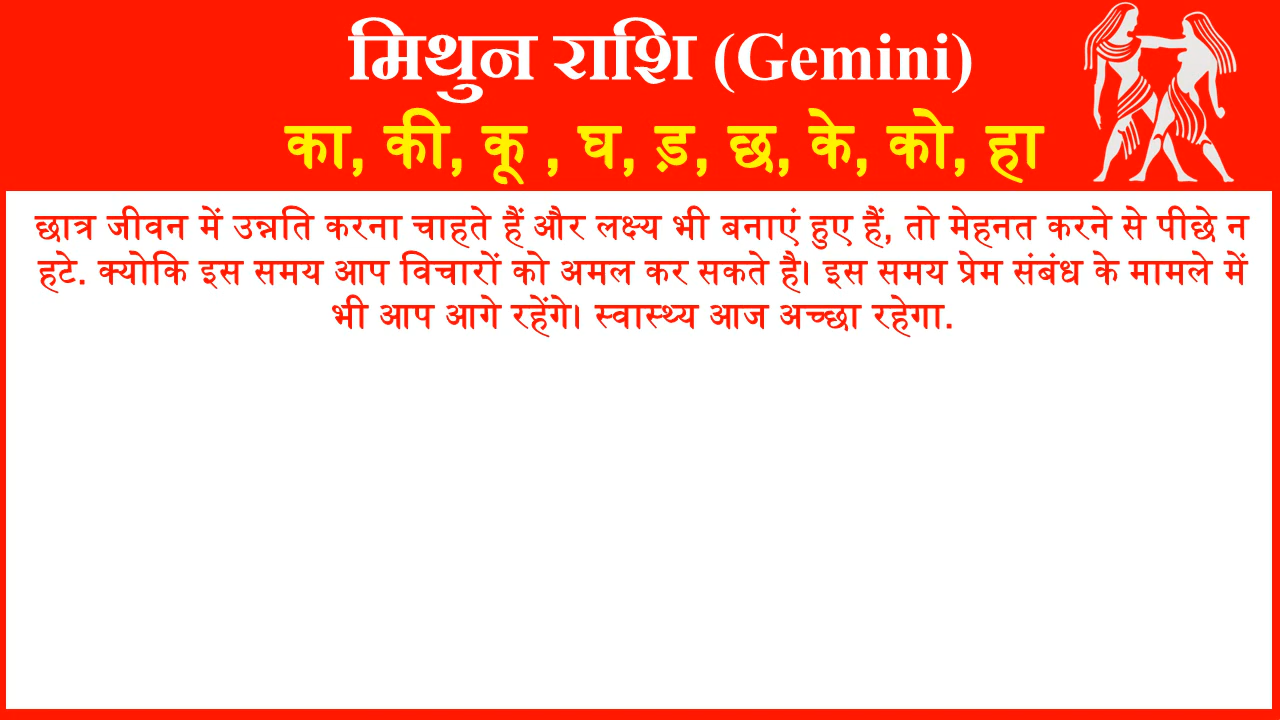 मिथुन राशि (Gemini)
का, की, कू , घ, ड़, छ, के, को, हा
छात्र जीवन में उन्नति करना चाहते हैं और लक्ष्य भी बनाएं हुए हैं, तो मेहनत करने से पीछे न
हटे. क्योकि इस समय आप विचारों को अमल कर सकते है। इस समय प्रेम संबंध के मामले में
भी आप आगे रहेंगे। स्वास्थ्य आज अच्छा रहेगा.